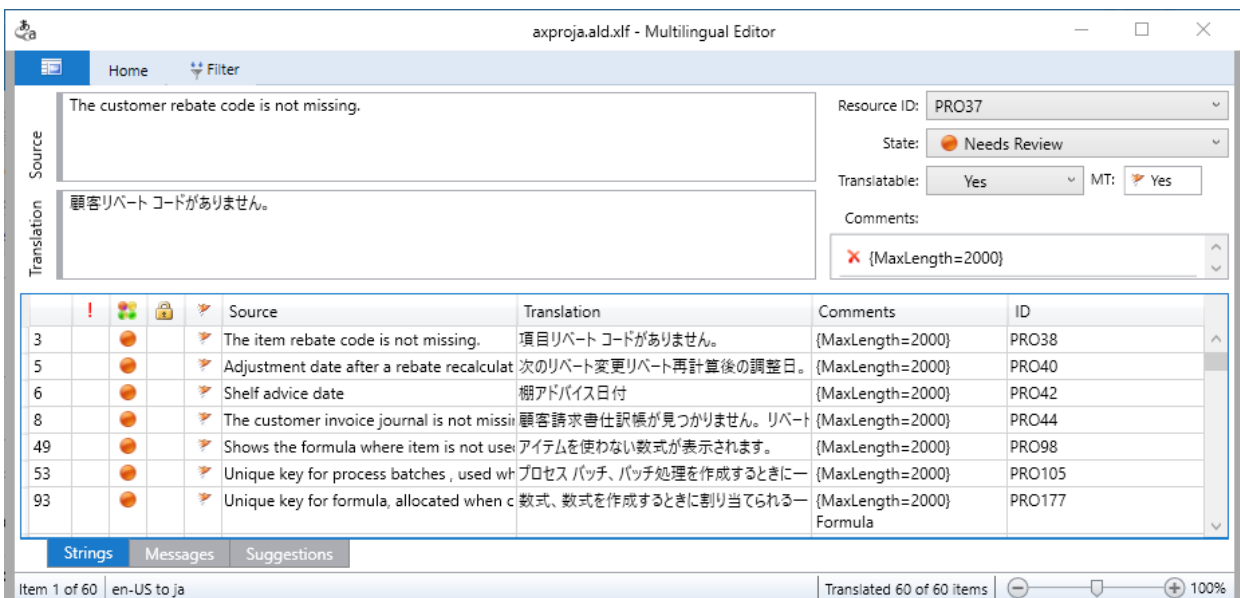 あa
axproja.ald.xlf - Multilingual Editor
Home Filter
Source
The customer rebate code is not missing.
Translation
顧客リベート コードがありません。
Resource ID: PRO37
State: Needs Review
Translatable: Yes MT: Yes
Comments:
{MaxLength=2000}
! Source Translation Comments ID
3 The item rebate code is not missing. 項目リベート コードがありません。 {MaxLength=2000} PRO38
5 Adjustment date after a rebate recalculat 次のリベート変更リベート再計算後の調整日。 {MaxLength=2000} PRO40
6 Shelf advice date 棚アドバイス日付 {MaxLength=2000} PRO42
8 The customer invoice journal is not missin 顧客請求書仕訳帳が見つかりません。リベート {MaxLength=2000} PRO44
49 Shows the formula where item is not use アイテムを使わない数式が表示されます。 {MaxLength=2000} PRO98
53 Unique key for process batches , used wh プロセス バッチ、バッチ処理を作成するときに一 {MaxLength=2000} PRO105
93 Unique key for formula, allocated when c 数式、数式を作成するときに割り当てられる一 {MaxLength=2000} PRO177
Formula
Strings Messages Suggestions
Item 1 of 60 en-US to ja Translated 60 of 60 items 100%